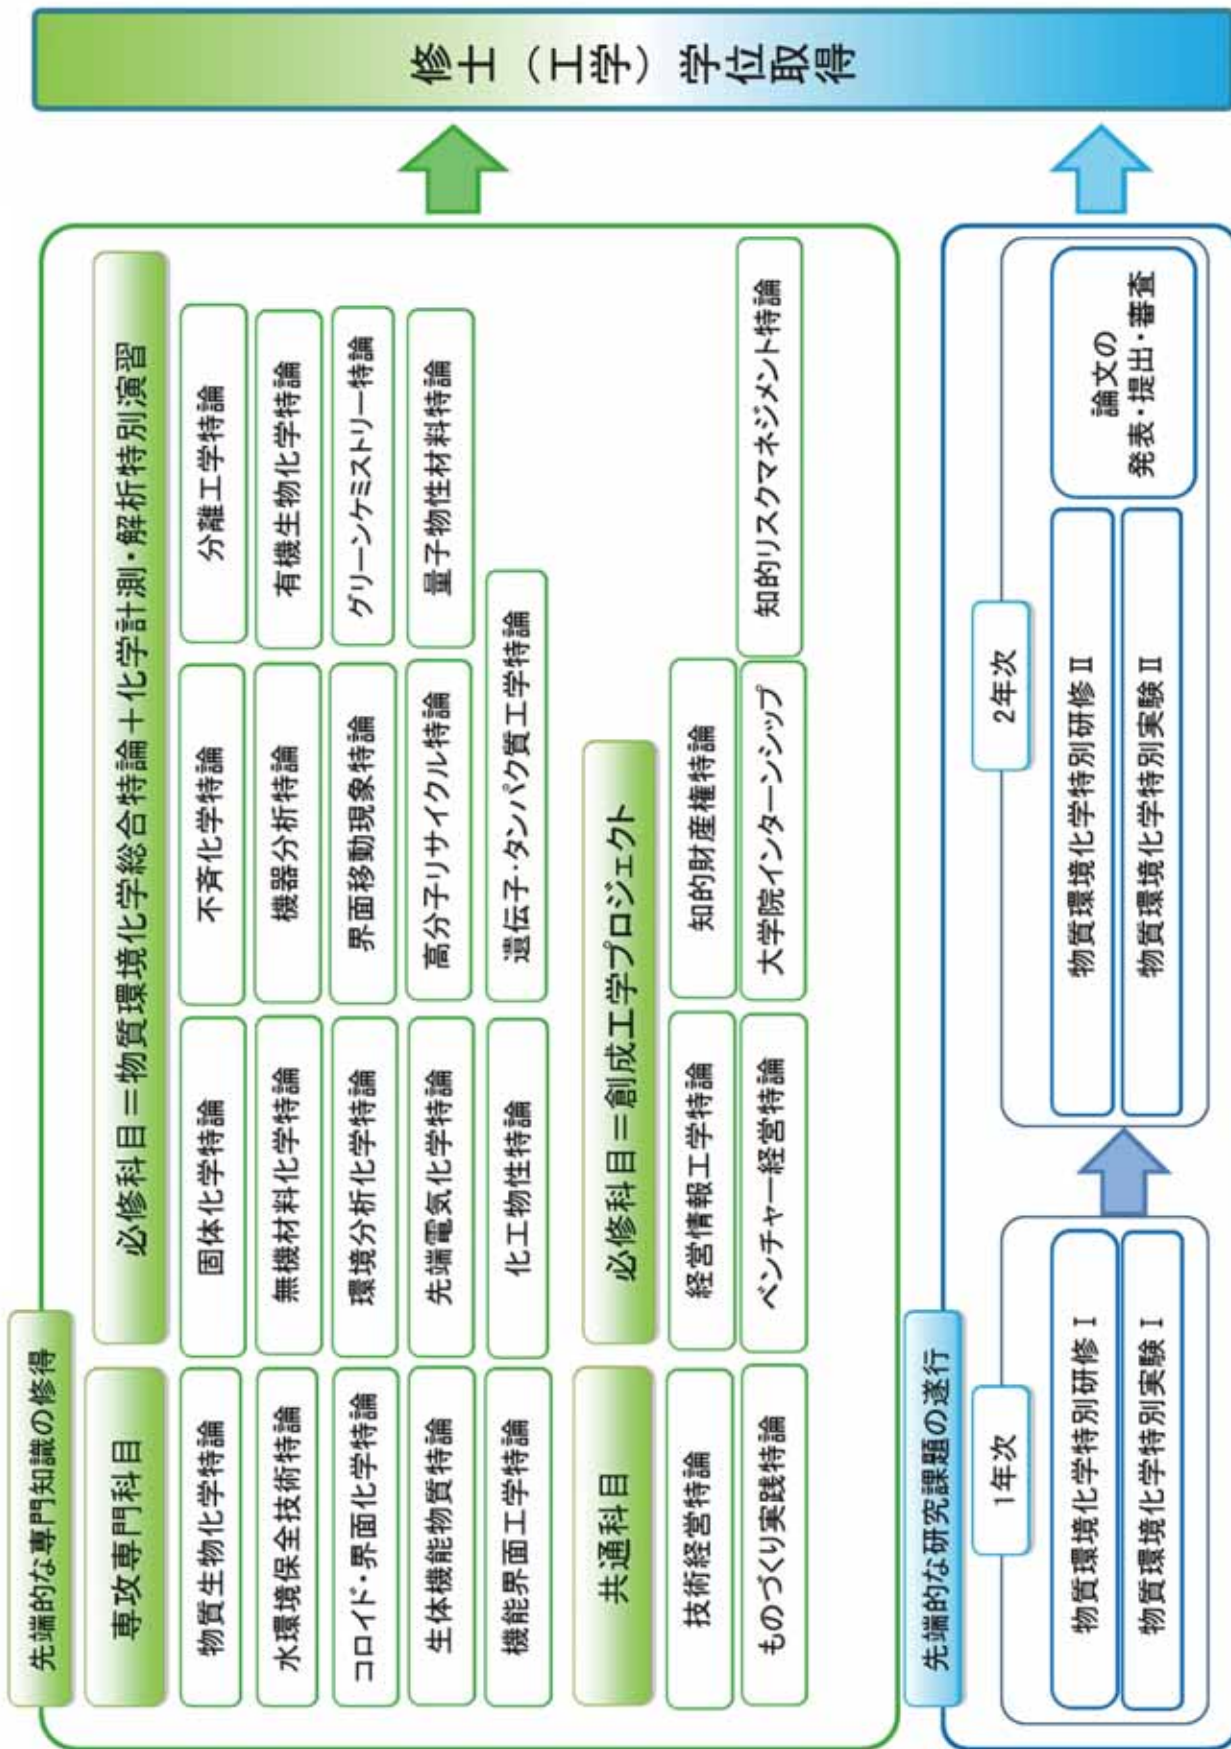 先端的な専門知識の修得
専攻専門科目
必修科目＝物質環境化学総合特論＋化学計測・解析特別演習
物質生物化学特論
固体化学特論
不斉化学特論
分離工学特論
水環境保全技術特論
無機材料化学特論
機器分析特論
有機生物化学特論
コロイド・界面化学特論
環境分析化学特論
界面移動現象特論
グリーンケミストリー特論
生体機能物質特論
先端電気化学特論
高分子リサイクル特論
量子物性材料特論
機能界面工学特論
化工物性特論
遺伝子・タンパク質工学特論
共通科目
必修科目＝創成工学プロジェクト
技術経営特論
経営情報工学特論
知的財産権特論
ものづくり実践特論
ベンチャー経営特論
大学院インターンシップ
知的リスクマネジメント特論
先端的な研究課題の遂行
1年次
物質環境化学特別研修Ⅰ
物質環境化学特別実験Ⅰ
2年次
物質環境化学特別研修Ⅱ
物質環境化学特別実験Ⅱ
論文の
発表・提出・審査
修士（工学）学位取得